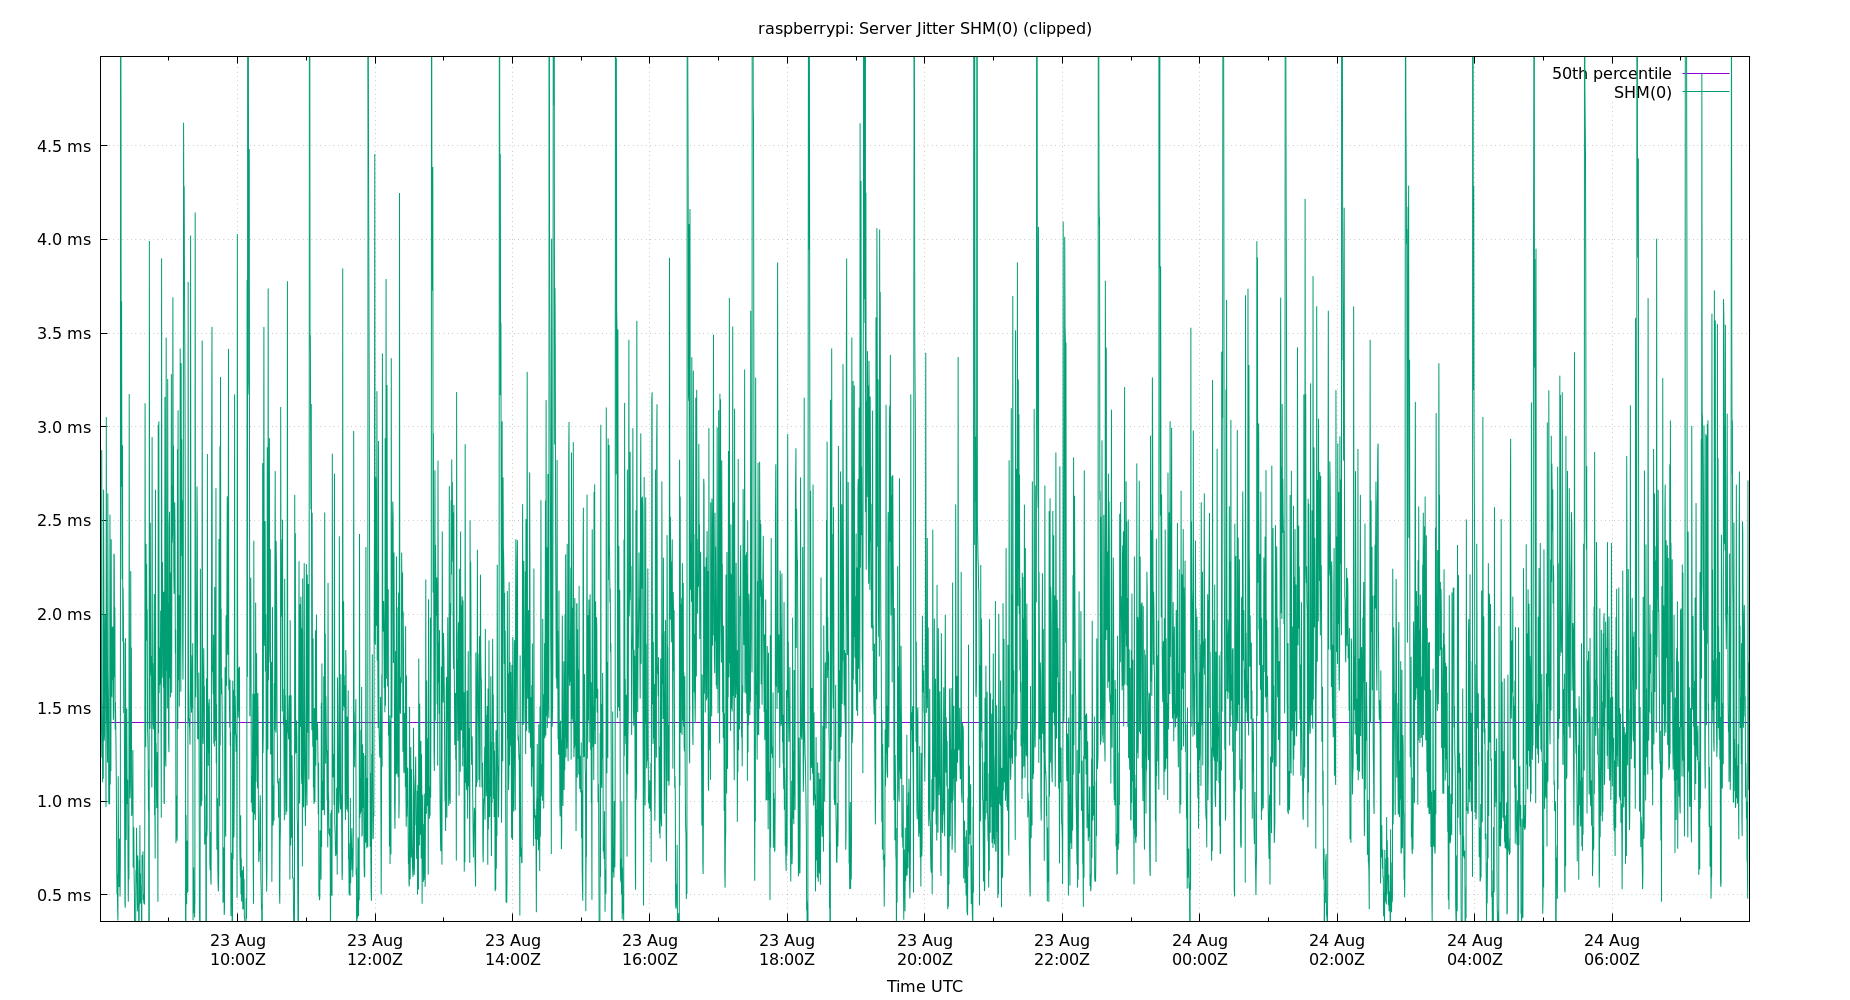 raspberrypi: Server Jitter SHM(0) (clipped)
50th percentile
SHM(0)
4.5 ms
4.0 ms
3.5 ms
3.0 ms
2.5 ms
2.0 ms
1.5 ms
1.0 ms
0.5 ms
23 Aug 23 Aug 23 Aug 23 Aug 23 Aug 23 Aug 23 Aug 24 Aug 24 Aug 24 Aug 24 Aug
10:00Z 12:00Z 14:00Z 16:00Z 18:00Z 20:00Z 22:00Z 00:00Z 02:00Z 04:00Z 06:00Z
Time UTC